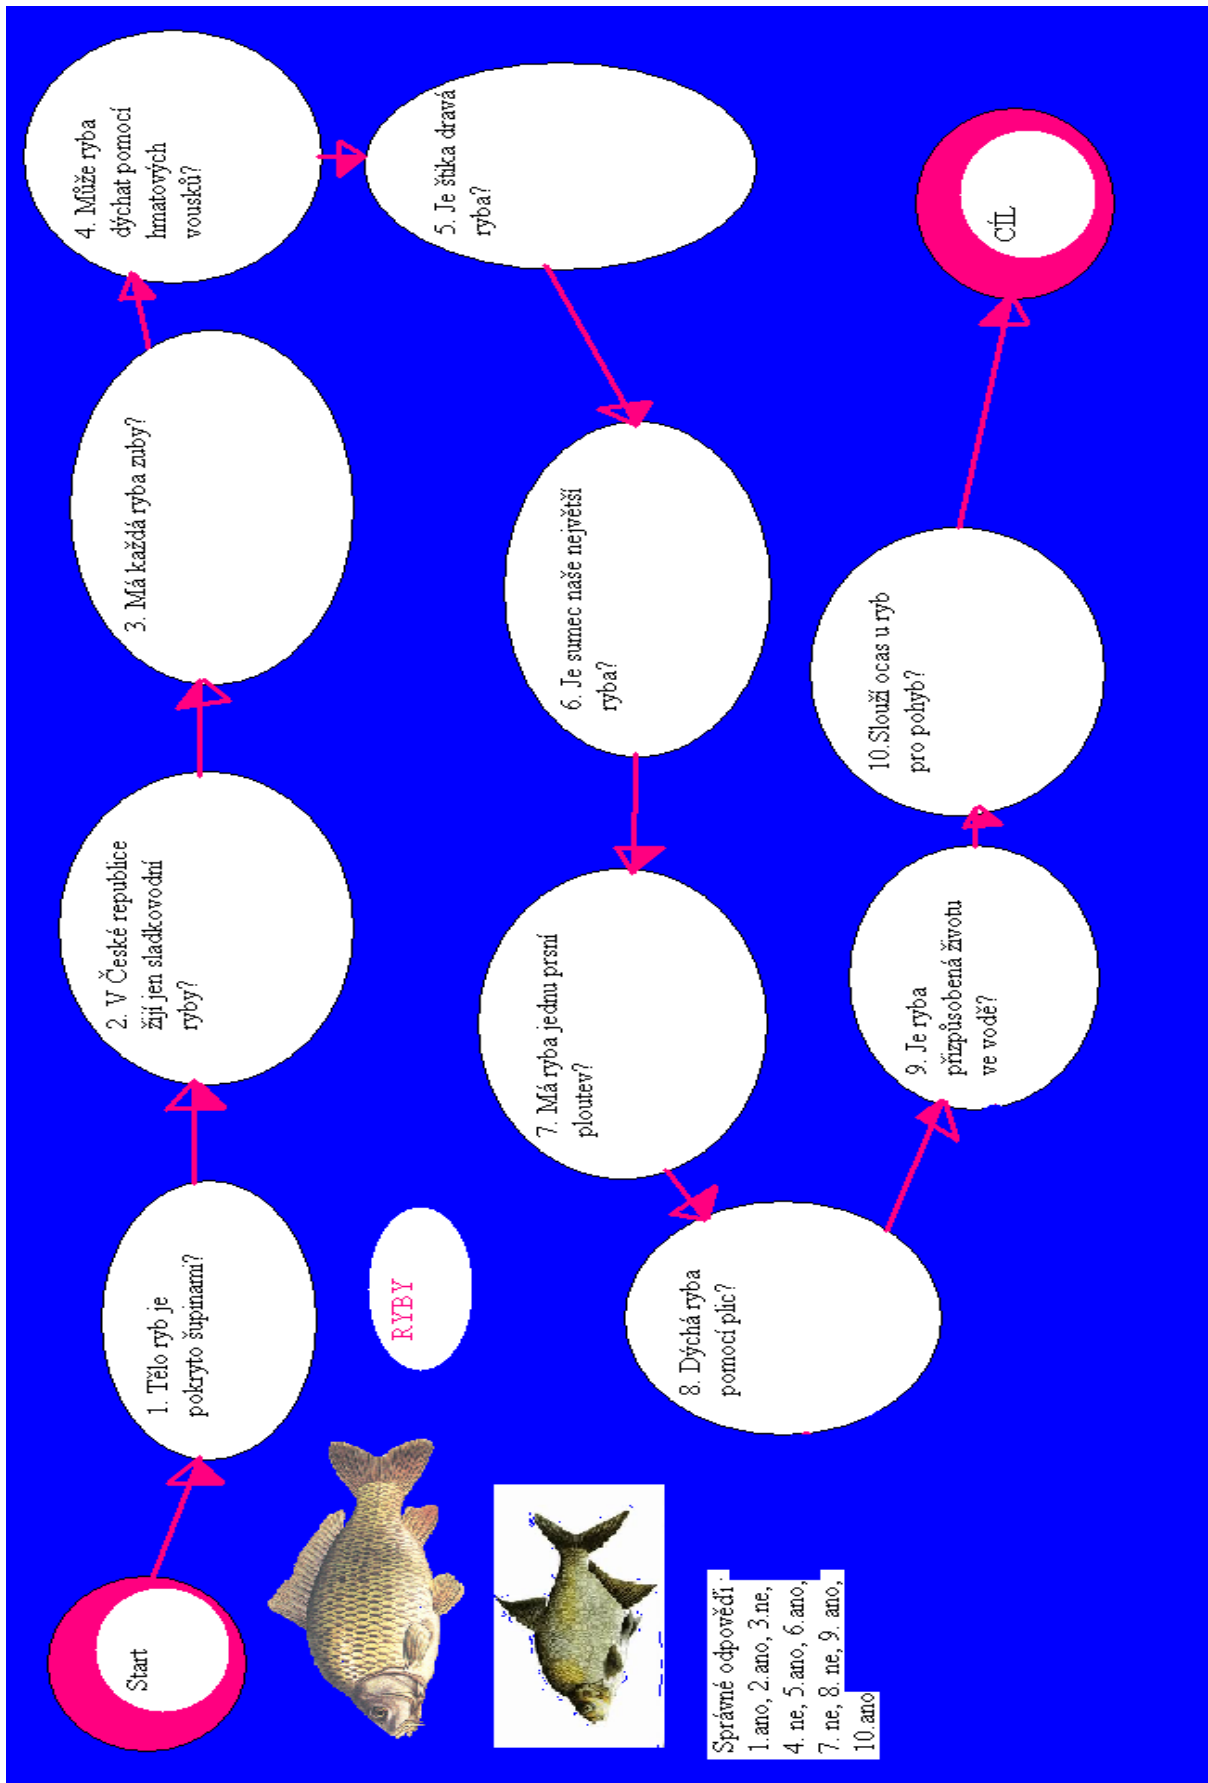 Start
1. Tělo ryb je
pokryto šupinami?
2. V České republice
žijí jen sladkovodní
ryby?
3. Má každá ryba zuby?
4. Může ryba
dýchat pomocí
hmatových
vousků?
5. Je štika dravá
ryba?
6. Je sumec naše největší
ryba?
7. Má ryba jednu prsní
ploutev?
8. Dýchá ryba
pomocí plic?
9. Je ryba
přizpůsobená životu
ve vodě?
10.Slouží ocas u ryb
pro pohyb?
CÍL
RYBY
Správné odpovědi :
1.ano, 2.ano, 3.ne,
4. ne, 5.ano, 6.ano,
7. ne, 8. ne, 9. ano,
10.ano